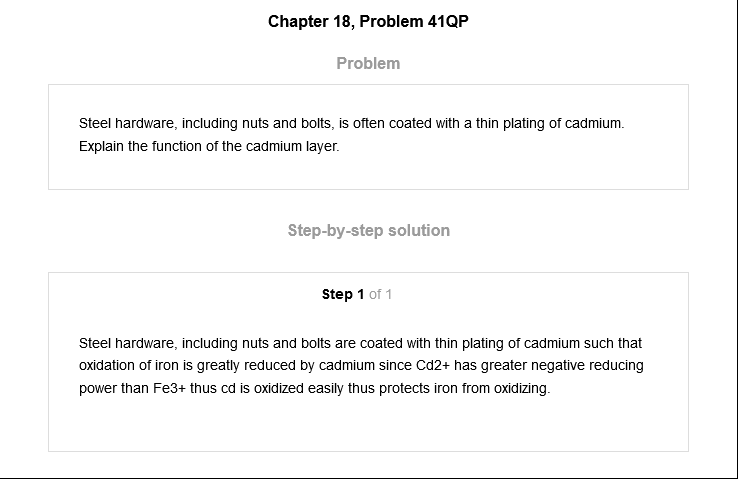 Chapter 18, Problem 41QP
Problem
Steel hardware, including nuts and bolts, is often coated with a thin plating of cadmium.
Explain the function of the cadmium layer.
Step-by-step solution
Step 1 of 1
Steel hardware, including nuts and bolts are coated with thin plating of cadmium such that
oxidation of iron is greatly reduced by cadmium since Cd2+ has greater negative reducing
power than Fe3+ thus cd is oxidized easily thus protects iron from oxidizing.